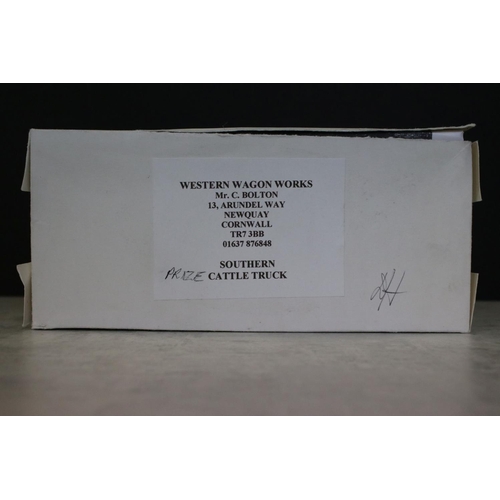 WESTERN WAGON WORKS
Mr. C. BOLTON
13, ARUNDEL WAY
NEWQUAY
CORNWALL
TR7 3BB
01637 876848
SOUTHERN
PRIZE CATTLE TRUCK